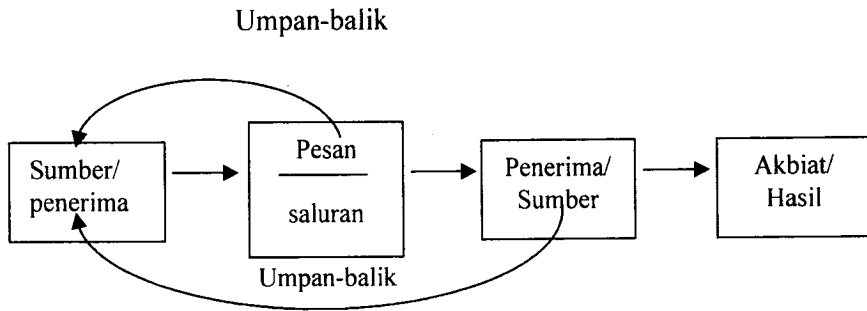 Umpan-balik
Sumber/
penerima
Pesan
saluran
Penerima/
Sumber
Akbiat/
Hasil
Umpan-balik